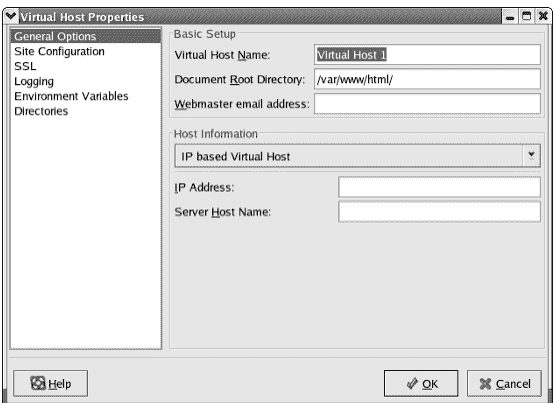 Virtual Host Properties
General Options
Site Configuration
SSL
Logging
Environment Variables
Directories
Basic Setup
Virtual Host Name: Virtual Host 1
Document Root Directory: /var/www/html/
Webmaster email address:
Host Information
IP based Virtual Host
IP Address:
Server Host Name:
Help
OK
Cancel